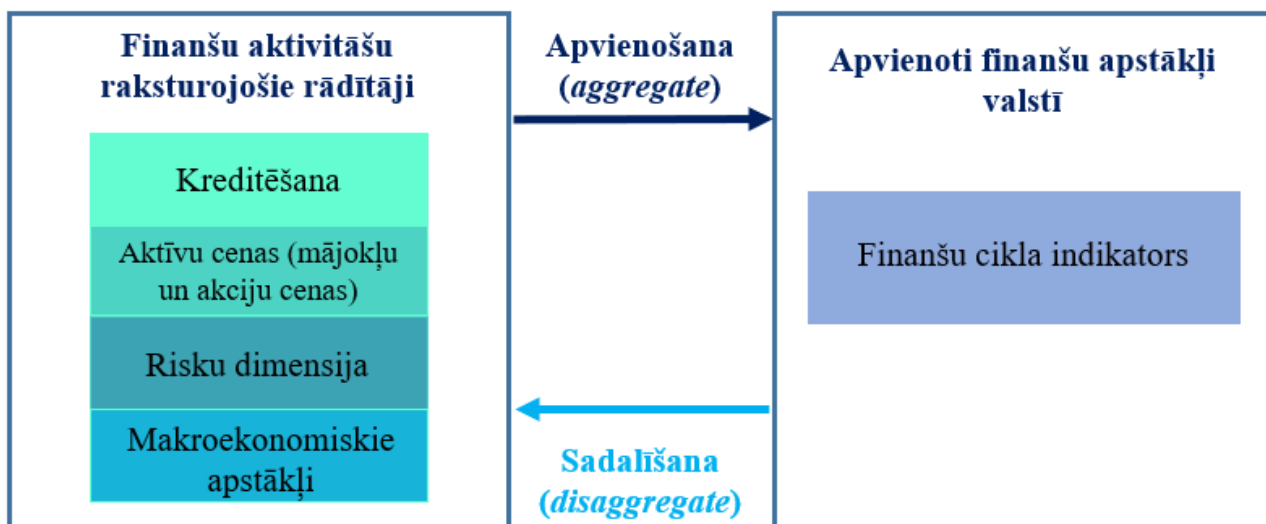 Finanšu aktivitāšu
raksturojošie rādītāji
Kreditēšana
Aktīvu cenas (mājokļu
un akciju cenas)
Risku dimensija
Makroekonomiskie
apstākļi
Apvienošana
(aggregate)
Sadalīšana
(disaggregate)
Apvienoti finanšu apstākļi
valstī
Finanšu cikla indikators